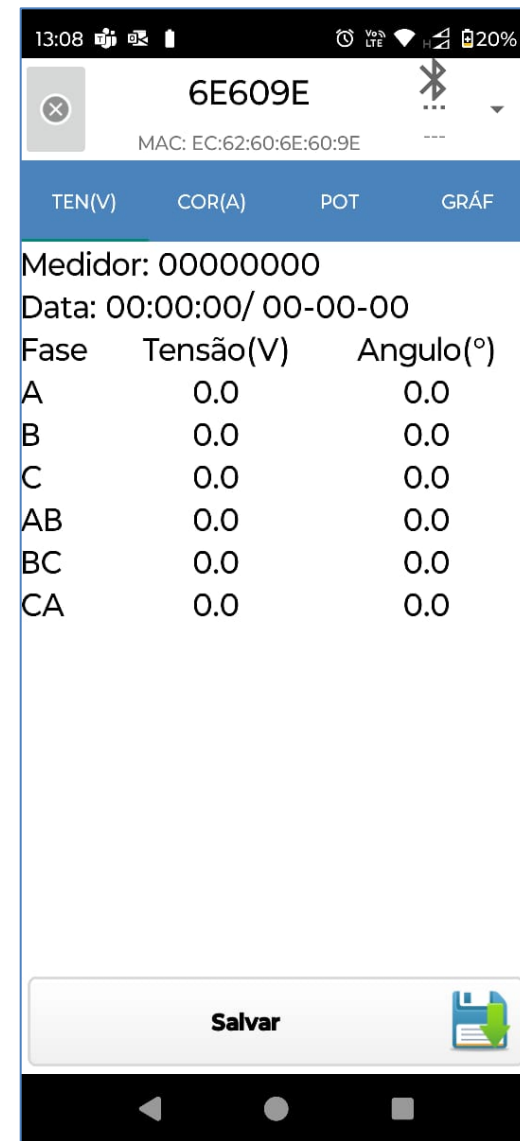 13:08 VoD LTE H 20%
6E609E
MAC: EC:62:60:6E:60:9E ---
TEN(V) COR(A) POT GRÁF
Medidor: 00000000
Data: 00:00:00/ 00-00-00
Fase Tensão(V) Angulo(°)
A 0.0 0.0
B 0.0 0.0
C 0.0 0.0
AB 0.0 0.0
BC 0.0 0.0
CA 0.0 0.0
Salvar